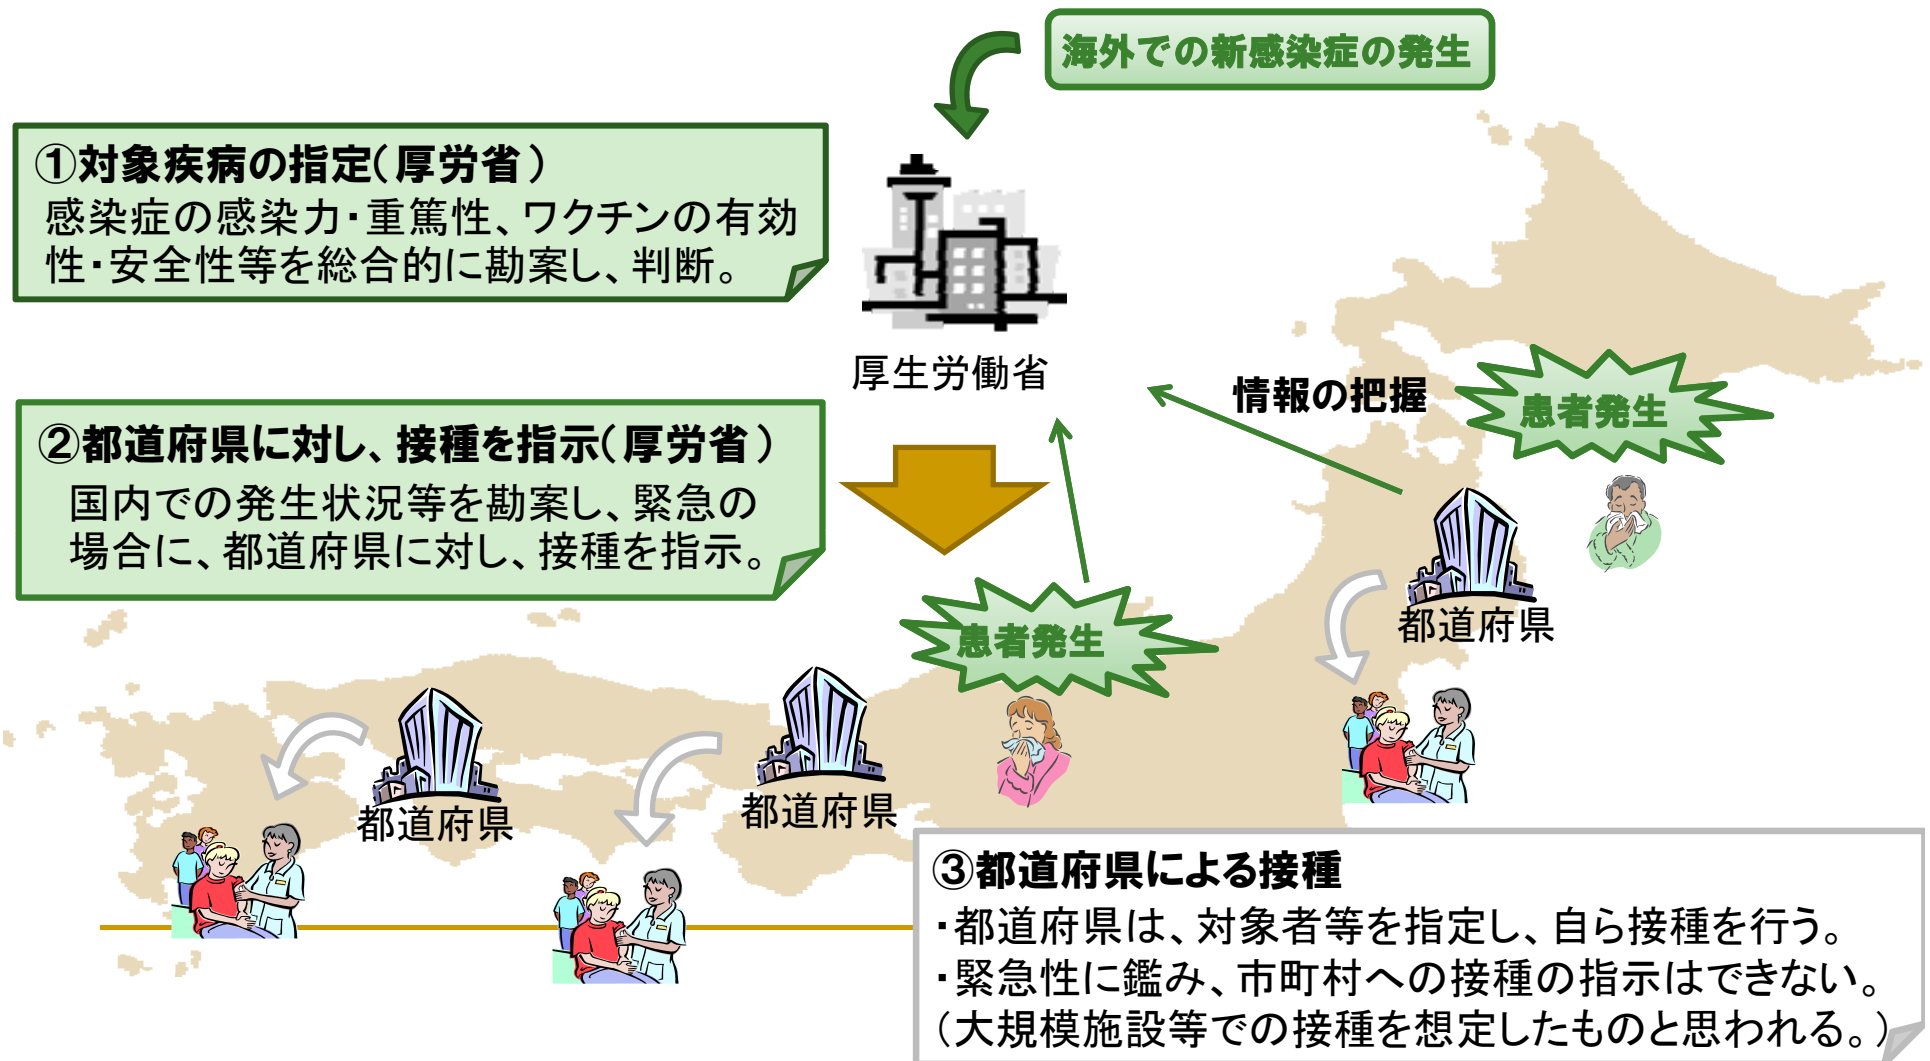 海外での新感染症の発生
①対象疾病の指定(厚労省)
感染症の感染力・重篤性、ワクチンの有効
性・安全性等を総合的に勘案し、判断。
厚生労働省
情報の把握
患者発生
②都道府県に対し、接種を指示(厚労省)
国内での発生状況等を勘案し、緊急の
場合に、都道府県に対し、接種を指示。
都道府県
患者発生
都道府県
都道府県
③都道府県による接種
・都道府県は、対象者等を指定し、自ら接種を行う。
・緊急性に鑑み、市町村への接種の指示はできない。
(大規模施設等での接種を想定したものと思われる。)